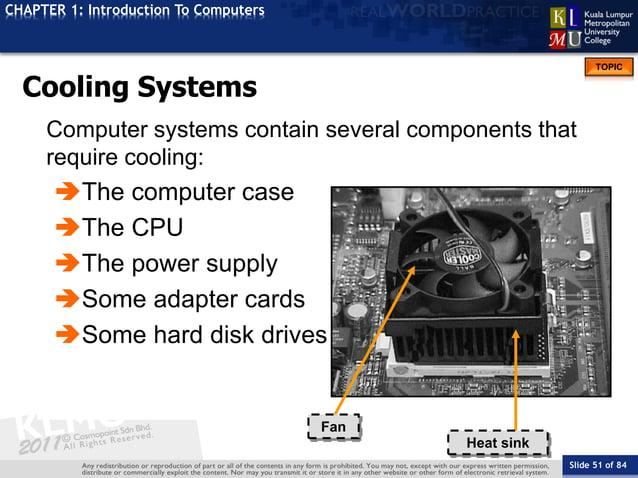 CHAPTER 1: Introduction To Computers
REALWORLDPRACTICE
KL
MU
Kuala Lumpur
Metropolitan
University
College
TOPIC
Cooling Systems
Computer systems contain several components that
require cooling:
The computer case
The CPU
The power supply
Some adapter cards
Some hard disk drives
COOLER
MASTER
Fan
Heat sink
KLMU
2011© Cosmopoint Sdn Bhd.
All Rights Reserved.
Any redistribution or reproduction of part or all of the contents in any form is prohibited. You may not, except with our express written permission,
distribute or commercially exploit the content. Nor may you transmit it or store it in any other website or other form of electronic retrieval system.
Slide 51 of 84